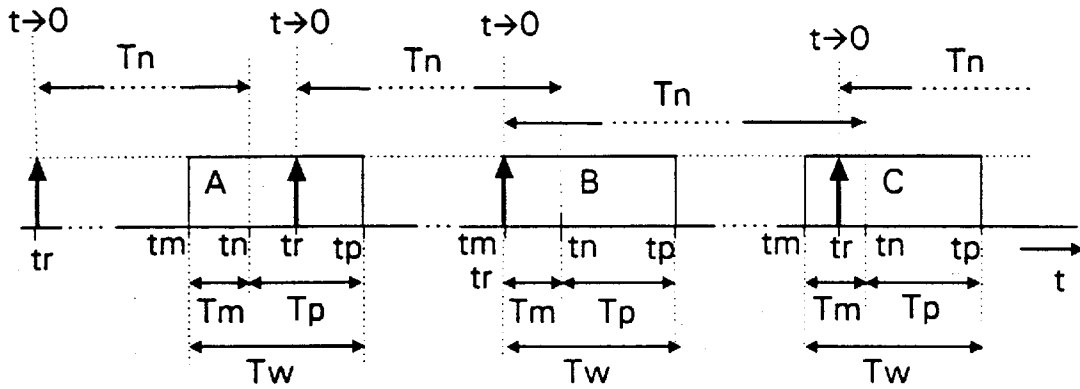 t→0 t→0 t→0 t→0
Tn Tn Tn Tn
A B C
tr tm tn tr tp tm tr tn tp tm tr tn tp t
Tm Tp Tm Tp Tm Tp
Tw Tw Tw